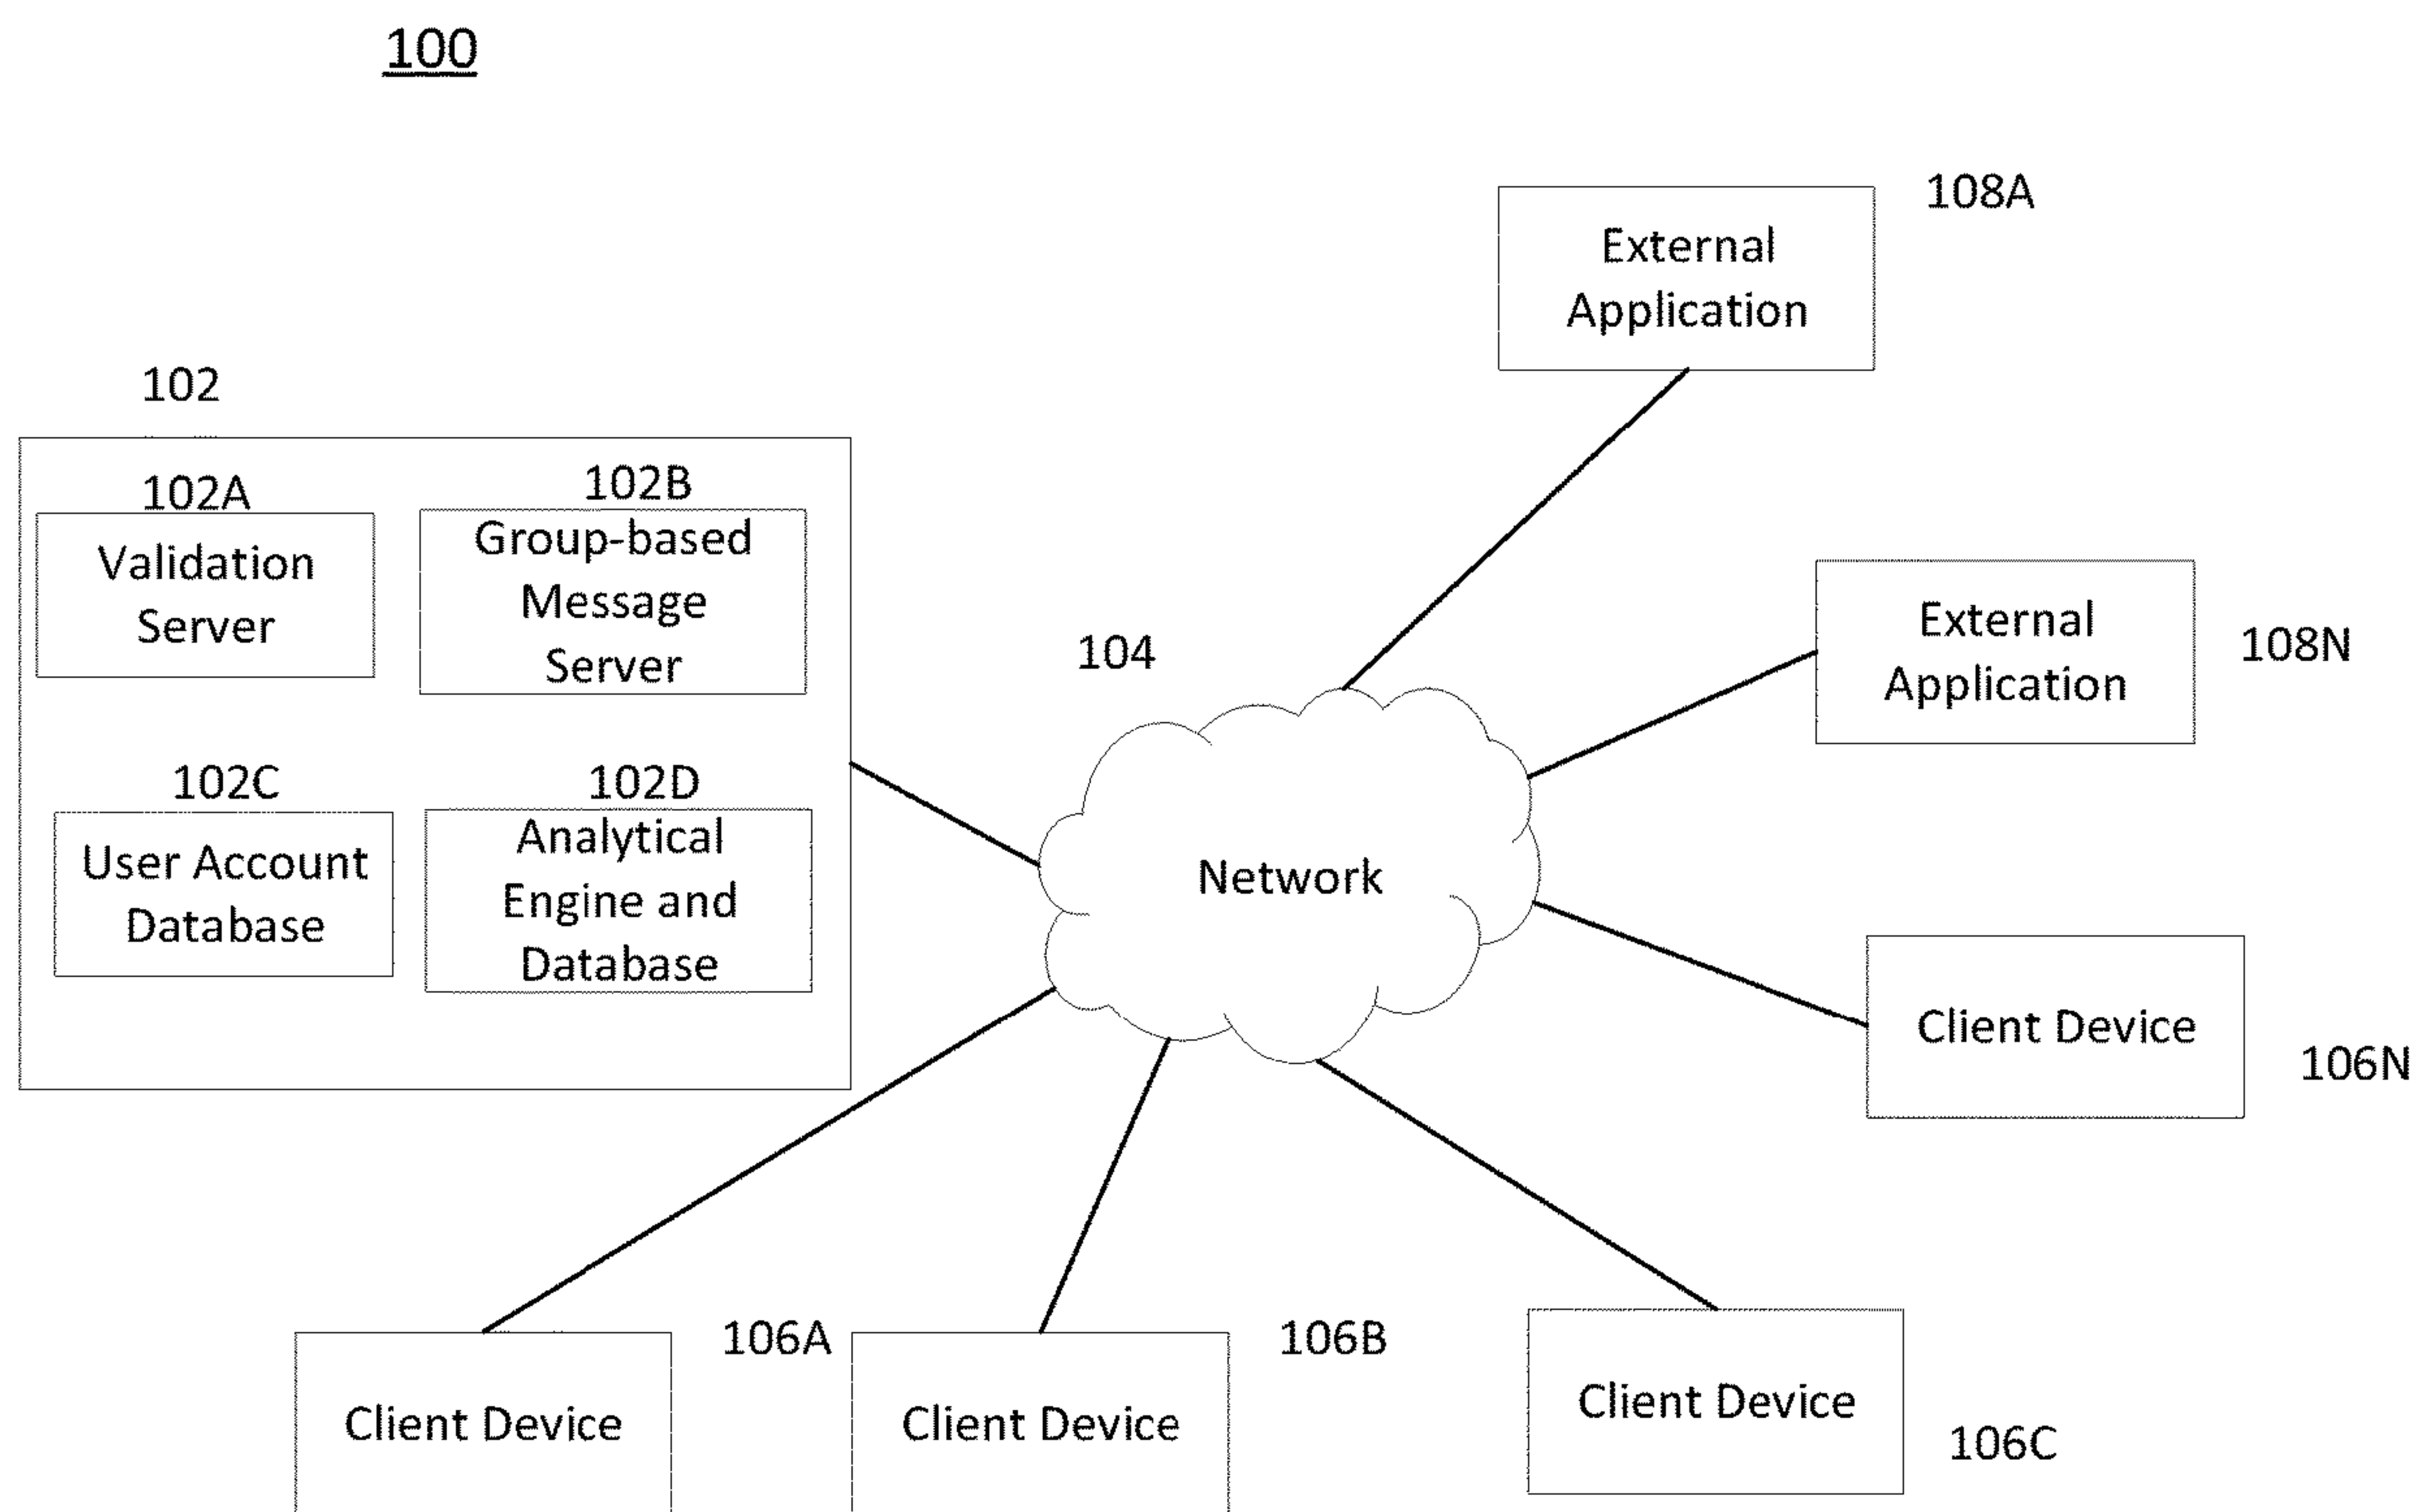 100
108A
External
Application
102
102A
Validation
Server
102B
Group-based
Message
Server
104
External
Application
108N
102C
User Account
Database
102D
Analytical
Engine and
Database
Network
Client Device
106N
106A
Client Device
106B
Client Device
Client Device
106C